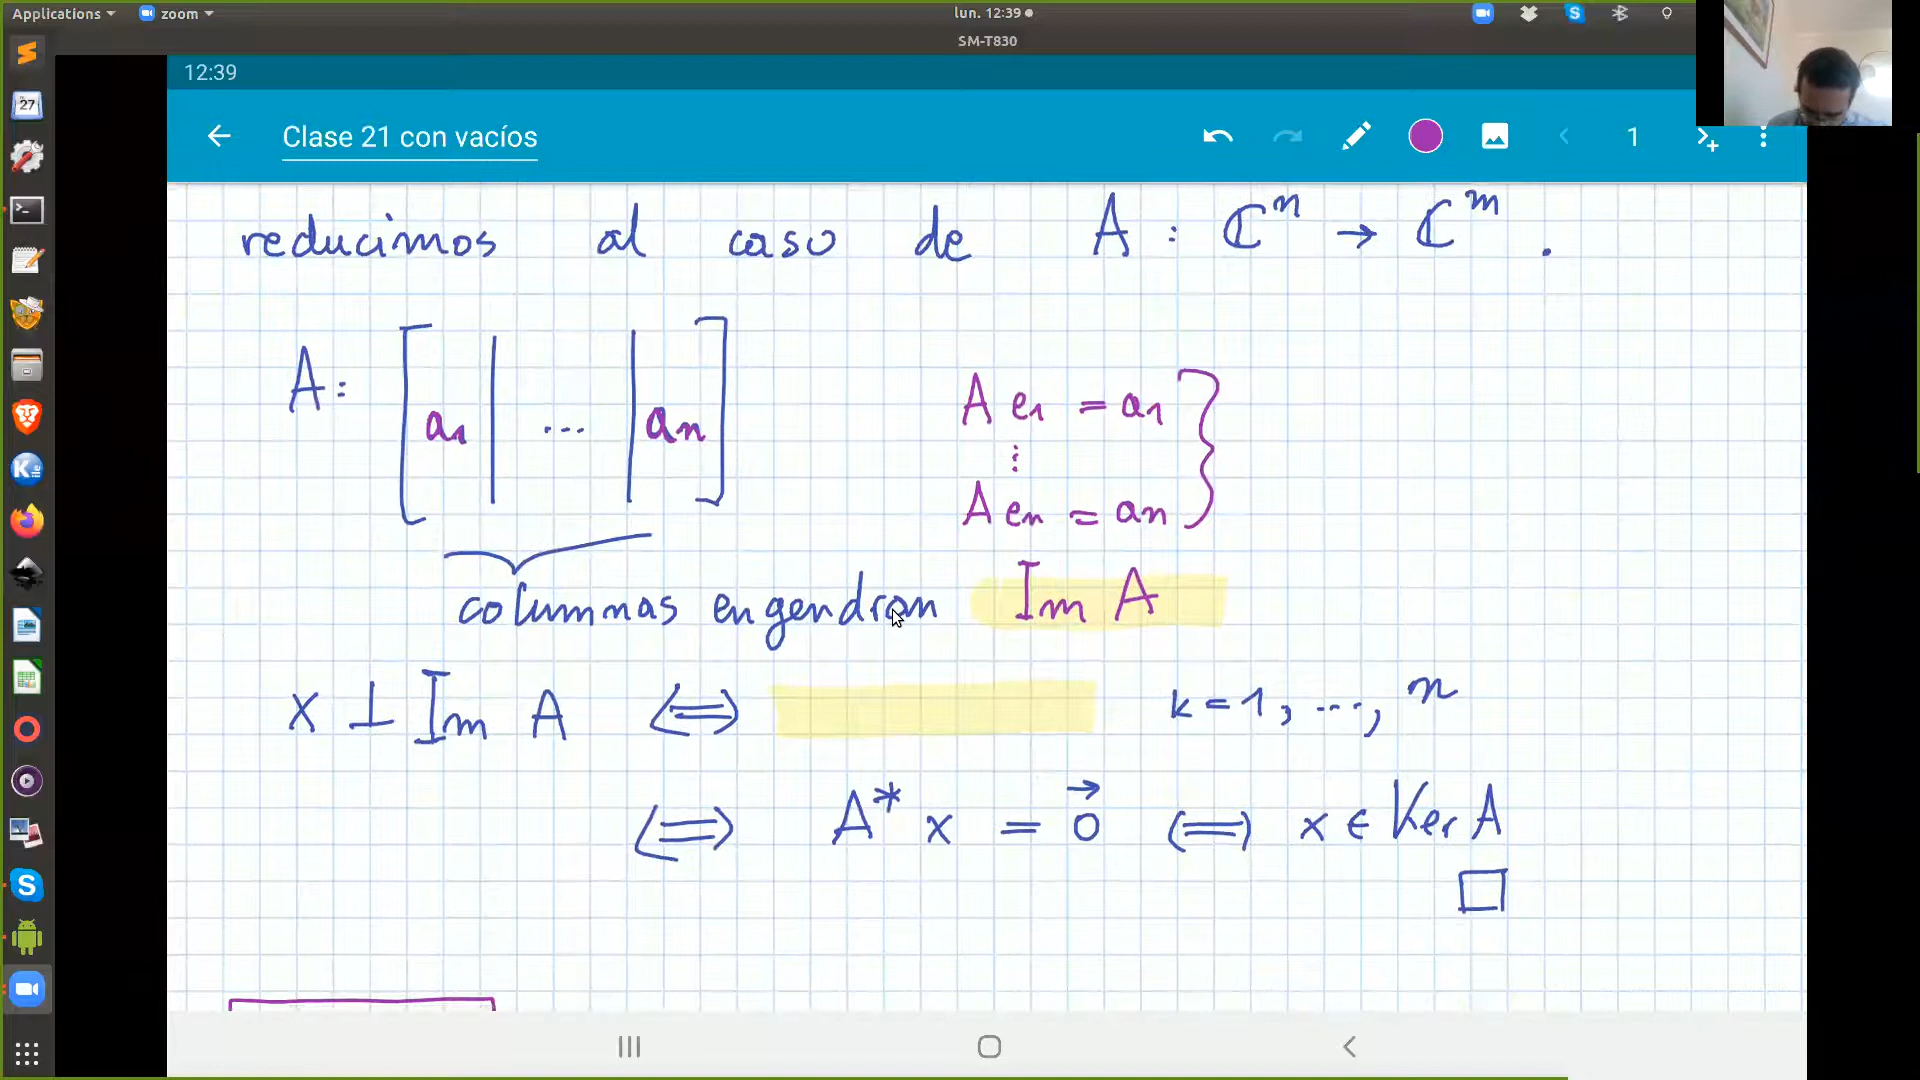 Applications zoom lun. 12:39
SM-T830
12:39
Clase 21 con vacíos 1
reducimos al caso de A : ℂⁿ → ℂᵐ .
A: [ a₁ | ... | aₙ ]
A e₁ = a₁
⋮
A eₙ = aₙ
columnas engendran Im A
x ⊥ Im A ⟺ k = 1, ..., n
⟺ A* x = 0⃗ ⟺ x ∈ Ker A
□